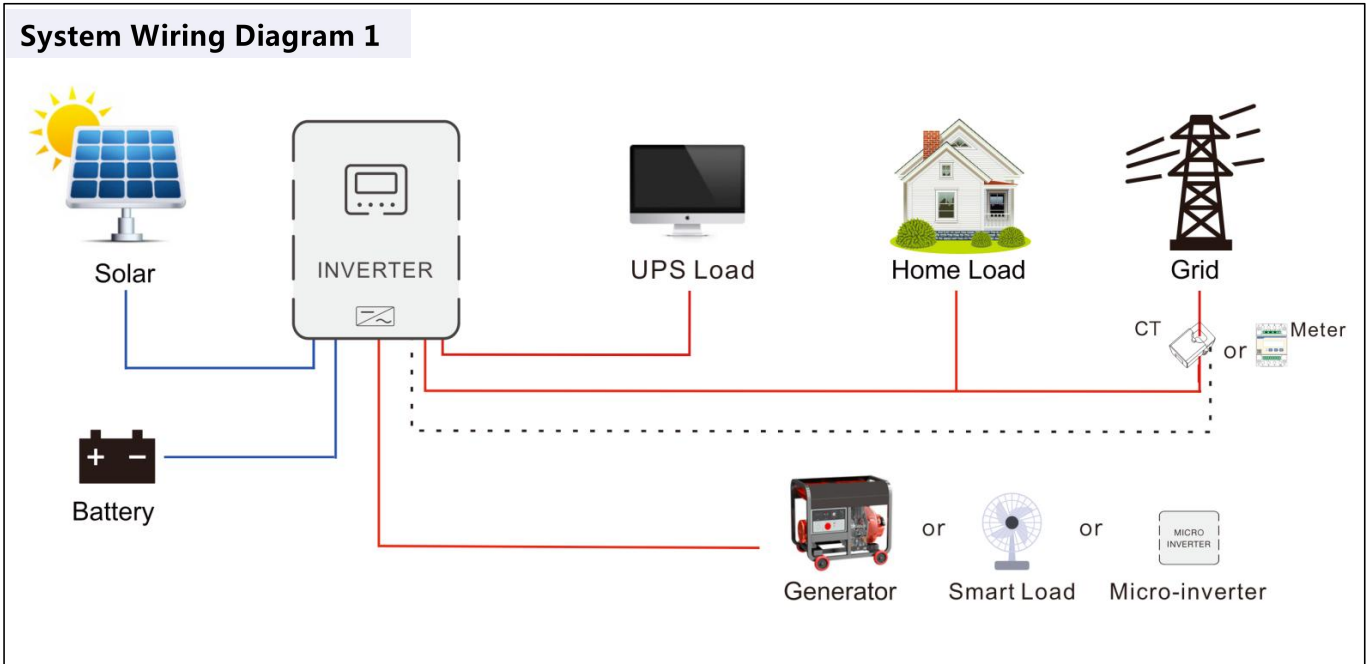 System Wiring Diagram 1
Solar
INVERTER
UPS Load
Home Load
Grid
CT
or
Meter
+ −
Battery
Generator
or
Smart Load
or
MICRO
INVERTER
Micro-inverter